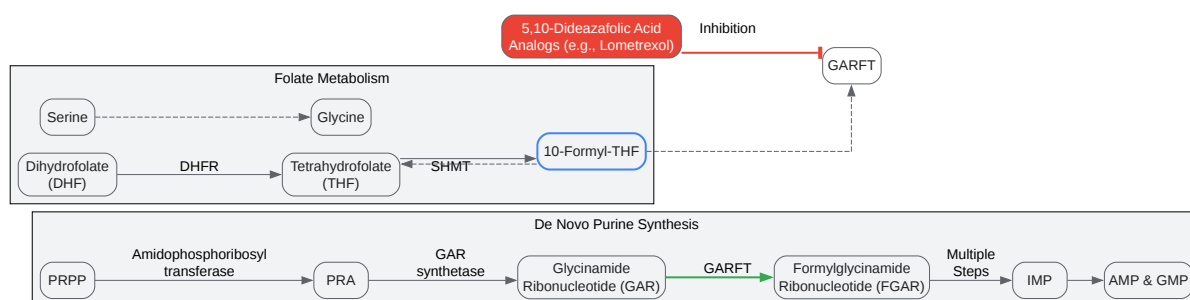 5,10-Dideazafolic Acid
Analogs (e.g., Lometrexol)
Inhibition
GARFT
Folate Metabolism
Serine
Glycine
10-Formyl-THF
Dihydrofolate
(DHF)
DHFR
Tetrahydrofolate
(THF)
SHMT
De Novo Purine Synthesis
PRPP
Amidophosphoribosyl
transferase
PRA
GAR
synthetase
Glycinamide
Ribonucleotide (GAR)
GARFT
Formylglycinamide
Ribonucleotide (FGAR)
Multiple
Steps
IMP
AMP & GMP